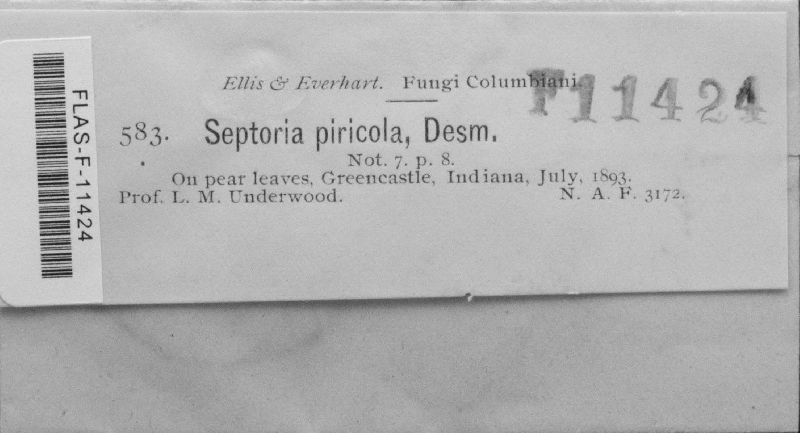 FLAS-F-11424
Ellis & Everhart. Fungi Columbiani.
F11424
583. Septoria piricola, Desm.
Not. 7. p. 8.
On pear leaves, Greencastle, Indiana, July, 1893.
Prof. L. M. Underwood. N. A. F. 3172.